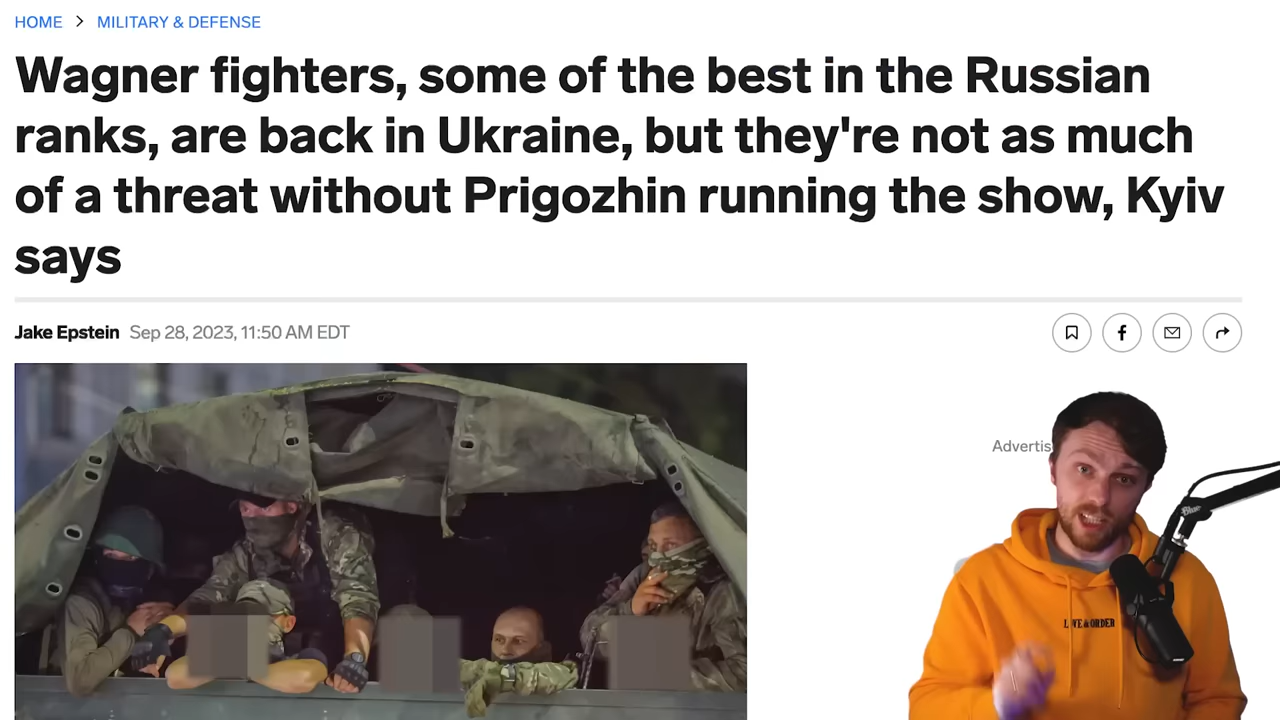 HOME > MILITARY & DEFENSE
Wagner fighters, some of the best in the Russian
ranks, are back in Ukraine, but they're not as much
of a threat without Prigozhin running the show, Kyiv
says
Jake Epstein Sep 28, 2023, 11:50 AM EDT
Advertis
Blue